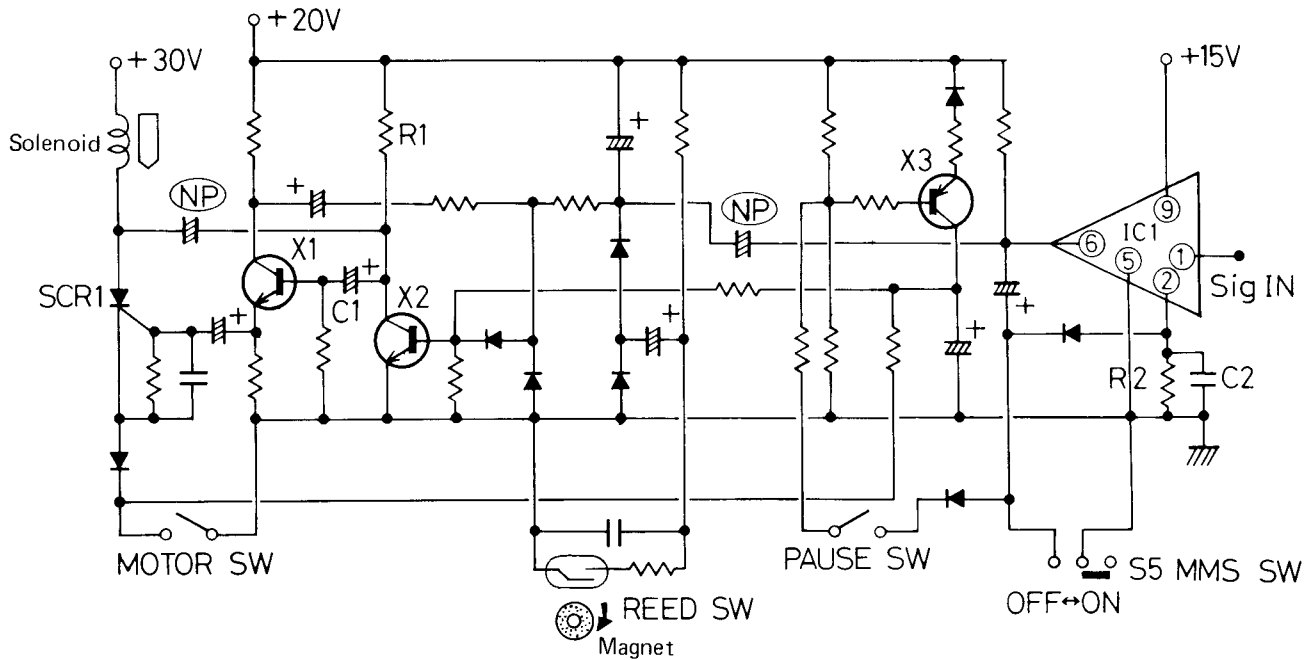 +20V
+30V
+15V
Solenoid
R1
X3
+
+
NP
NP
9
IC1
6
5
1
2
Sig IN
X1
+
C1
X2
SCR1
+
+
+
+
R2
C2
MOTOR SW
PAUSE SW
S5 MMS SW
OFF↔ON
REED SW
Magnet